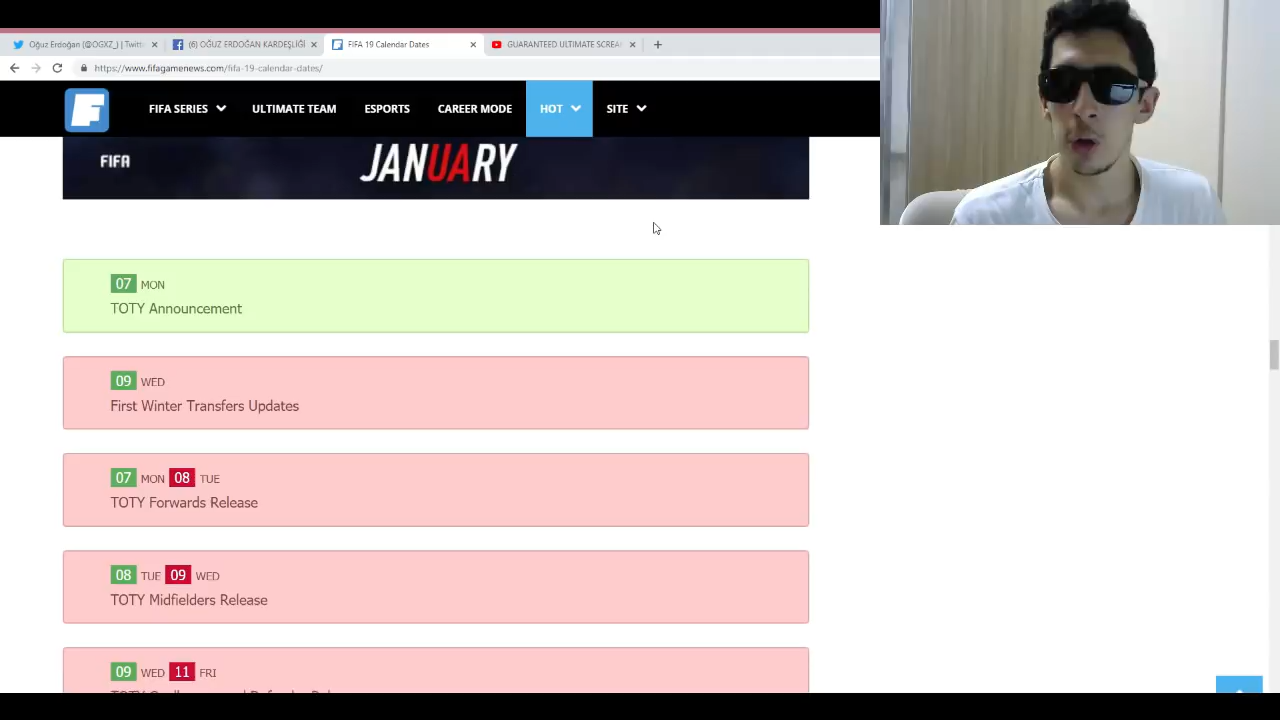 Oğuz Erdoğan (@OGXZ_) | Twitt
(6) OĞUZ ERDOĞAN KARDEŞLİĞİ
FIFA 19 Calendar Dates
GUARANTEED ULTIMATE SCREA
https://www.fifagamenews.com/fifa-19-calendar-dates/
FIFA SERIES
ULTIMATE TEAM
ESPORTS
CAREER MODE
HOT
SITE
FIFA
JANUARY
07 MON
TOTY Announcement
09 WED
First Winter Transfers Updates
07 MON 08 TUE
TOTY Forwards Release
08 TUE 09 WED
TOTY Midfielders Release
09 WED 11 FRI